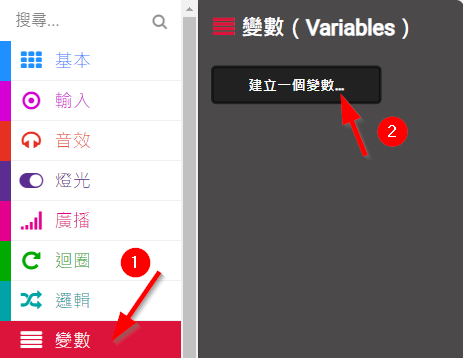 搜尋...
基本
輸入
音效
燈光
廣播
迴圈
邏輯
變數
1
變數（Variables）
建立一個變數...
2